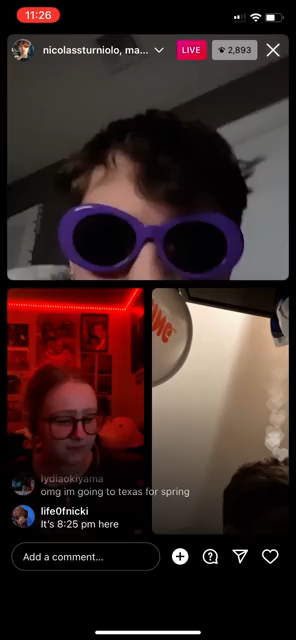 11:26
nicolassturniolo, ma...
LIVE
2,893
lydiaokiyama
omg im going to texas for spring
life0fnicki
It's 8:25 pm here
Add a comment...